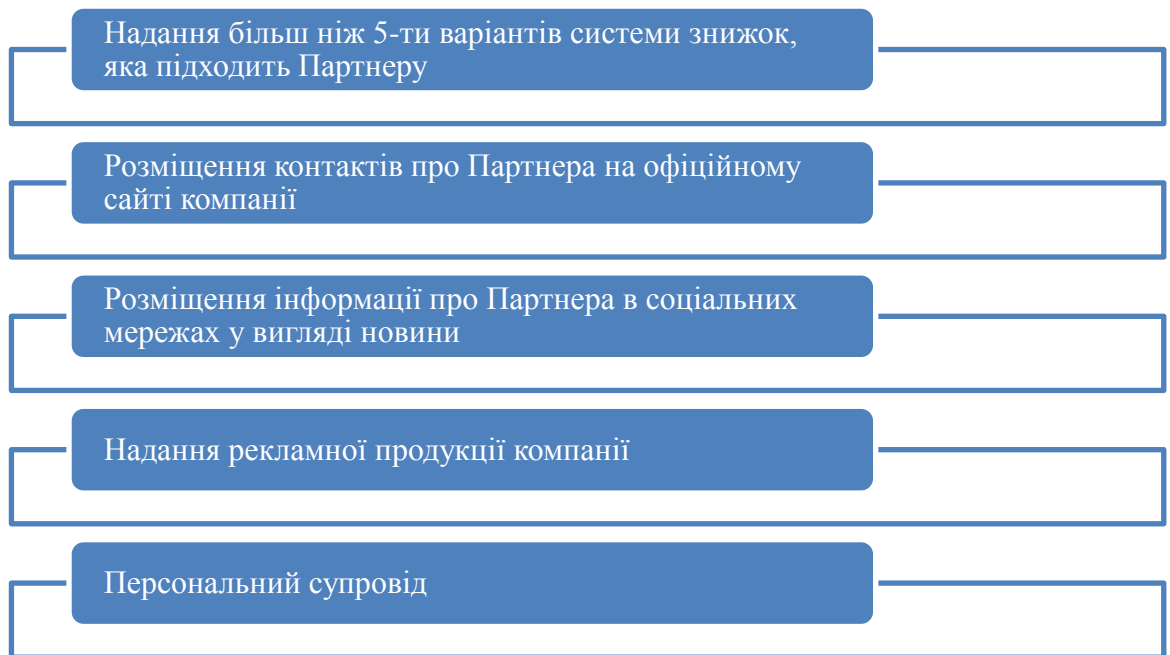 Надання більш ніж 5-ти варіантів системи знижок,
яка підходить Партнеру
Розміщення контактів про Партнера на офіційному
сайті компанії
Розміщення інформації про Партнера в соціальних
мережах у вигляді новини
Надання рекламної продукції компанії
Персональний супровід